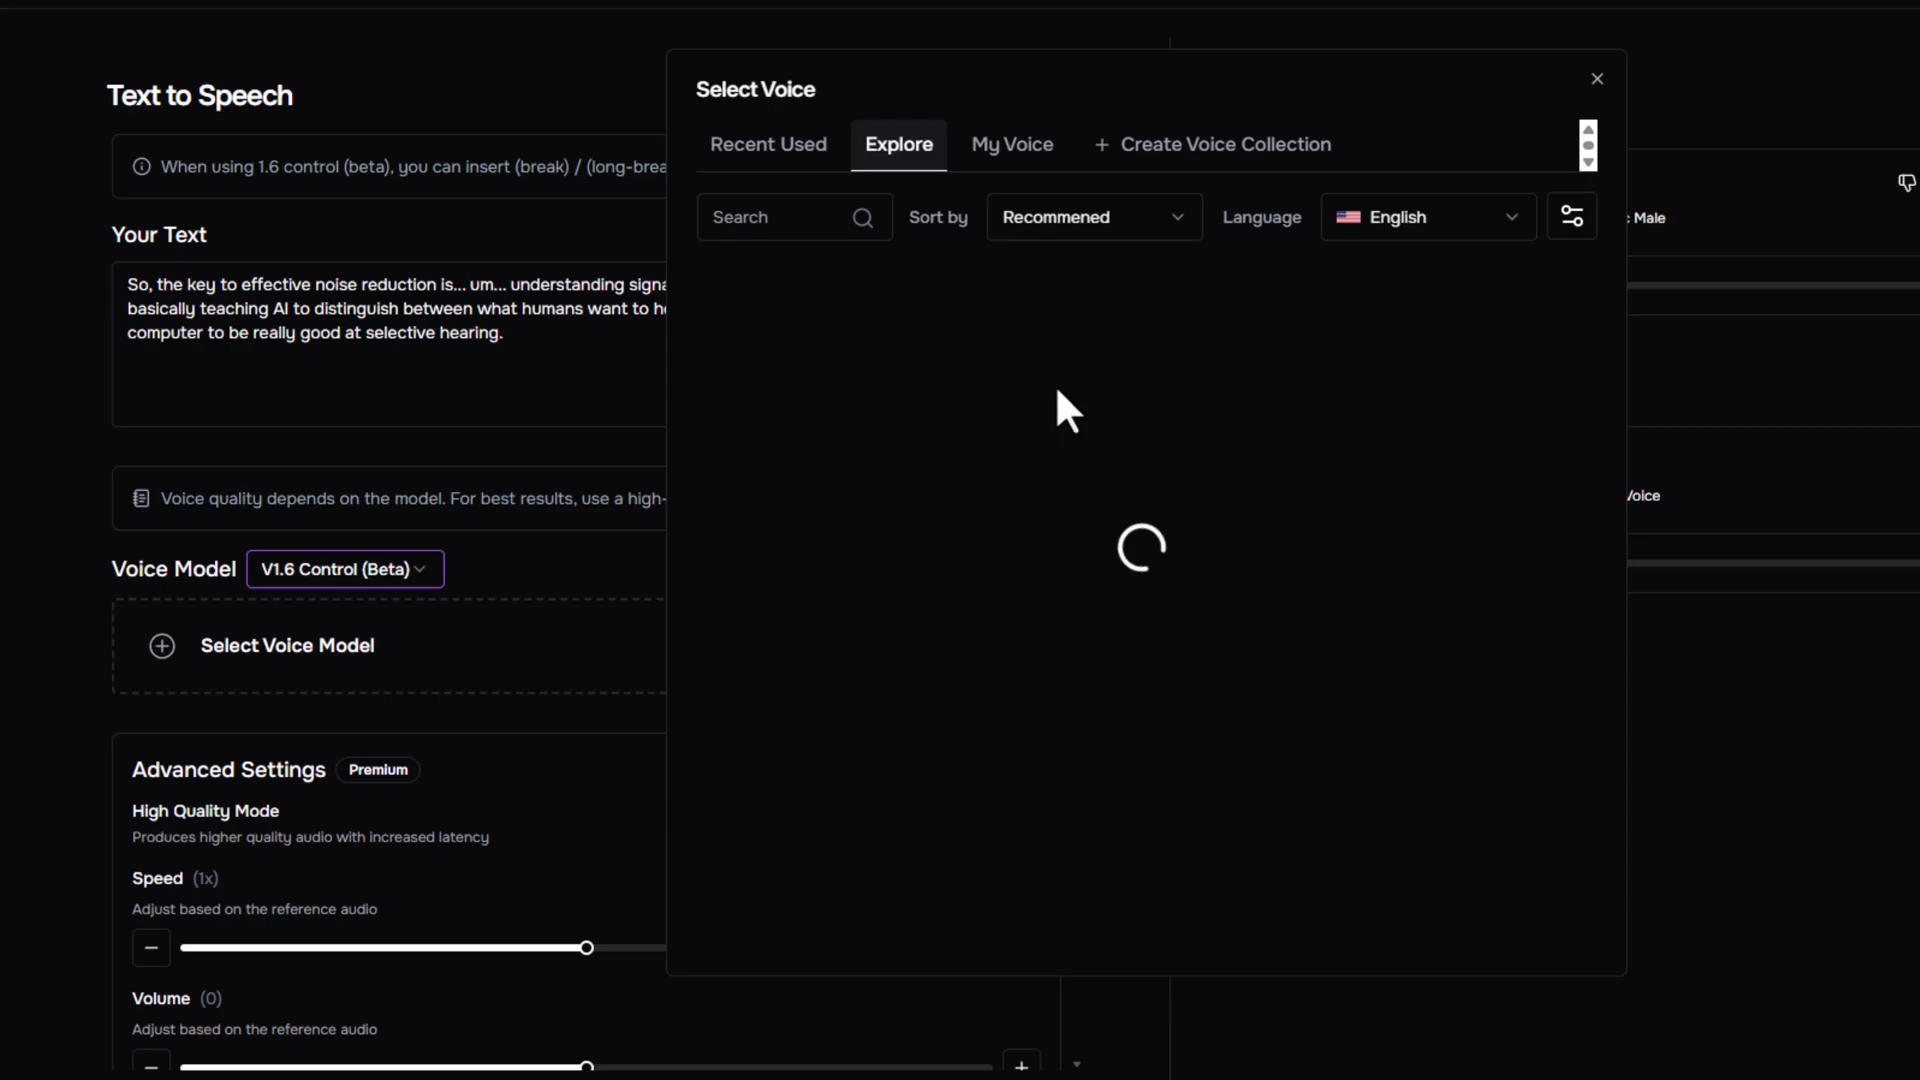 Text to Speech
When using 1.6 control (beta), you can insert (break) / (long-brea
Your Text
So, the key to effective noise reduction is... um... understanding signa
basically teaching AI to distinguish between what humans want to he
computer to be really good at selective hearing.
Voice quality depends on the model. For best results, use a high-
Voice Model V1.6 Control (Beta)
Select Voice Model
Advanced Settings Premium
High Quality Mode
Produces higher quality audio with increased latency
Speed (1x)
Adjust based on the reference audio
Volume (0)
Adjust based on the reference audio
Select Voice
Recent Used Explore My Voice + Create Voice Collection
Search Sort by Recommened Language English
: Male
Voice